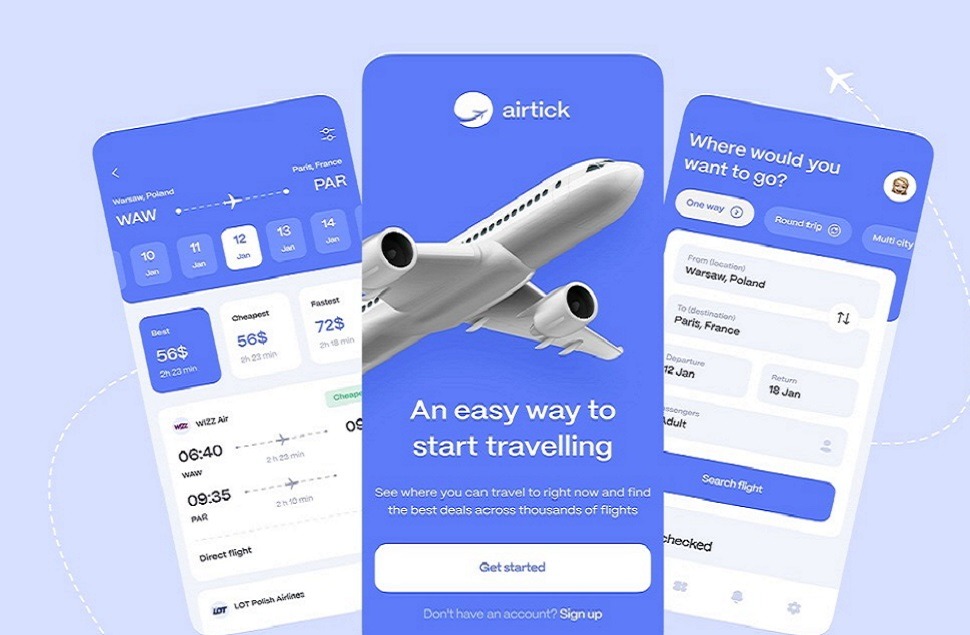 Warsaw, Poland
Paris, France
WAW
PAR
10
Jan
11
Jan
12
Jan
13
Jan
14
Jan
Best
56$
2h 23 min
Cheapest
56$
2h 23 min
Fastest
72$
2h 18 min
WIZZ
Wizz Air
06:40
WAW
2 h 23 min
09:35
PAR
2 h 10 min
Direct flight
LOT
LOT Polish Airlines
airtick
An easy way to
start travelling
See where you can travel to right now and find
the best deals across thousands of flights
Get started
Don't have an account? Sign up
Where would you
want to go?
One way
Round trip
Multi city
From (location)
Warsaw, Poland
To (destination)
Paris, France
Departure
12 Jan
Return
18 Jan
Search flight